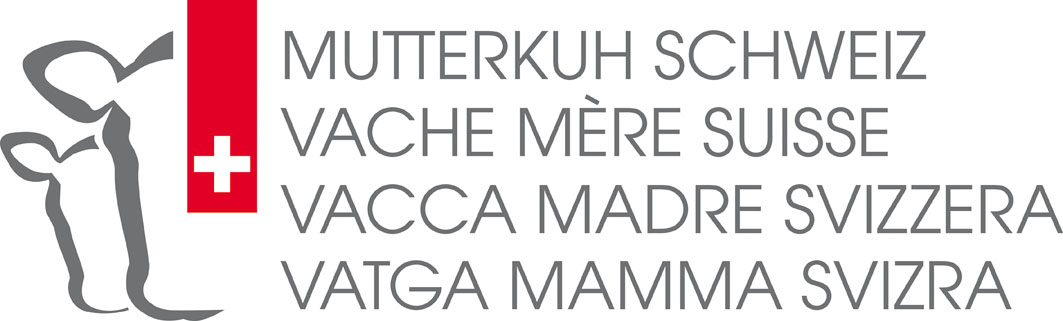 MUTTERKUH SCHWEIZ
VACHE MÈRE SUISSE
VACCA MADRE SVIZZERA
VATGA MAMMA SVIZRA